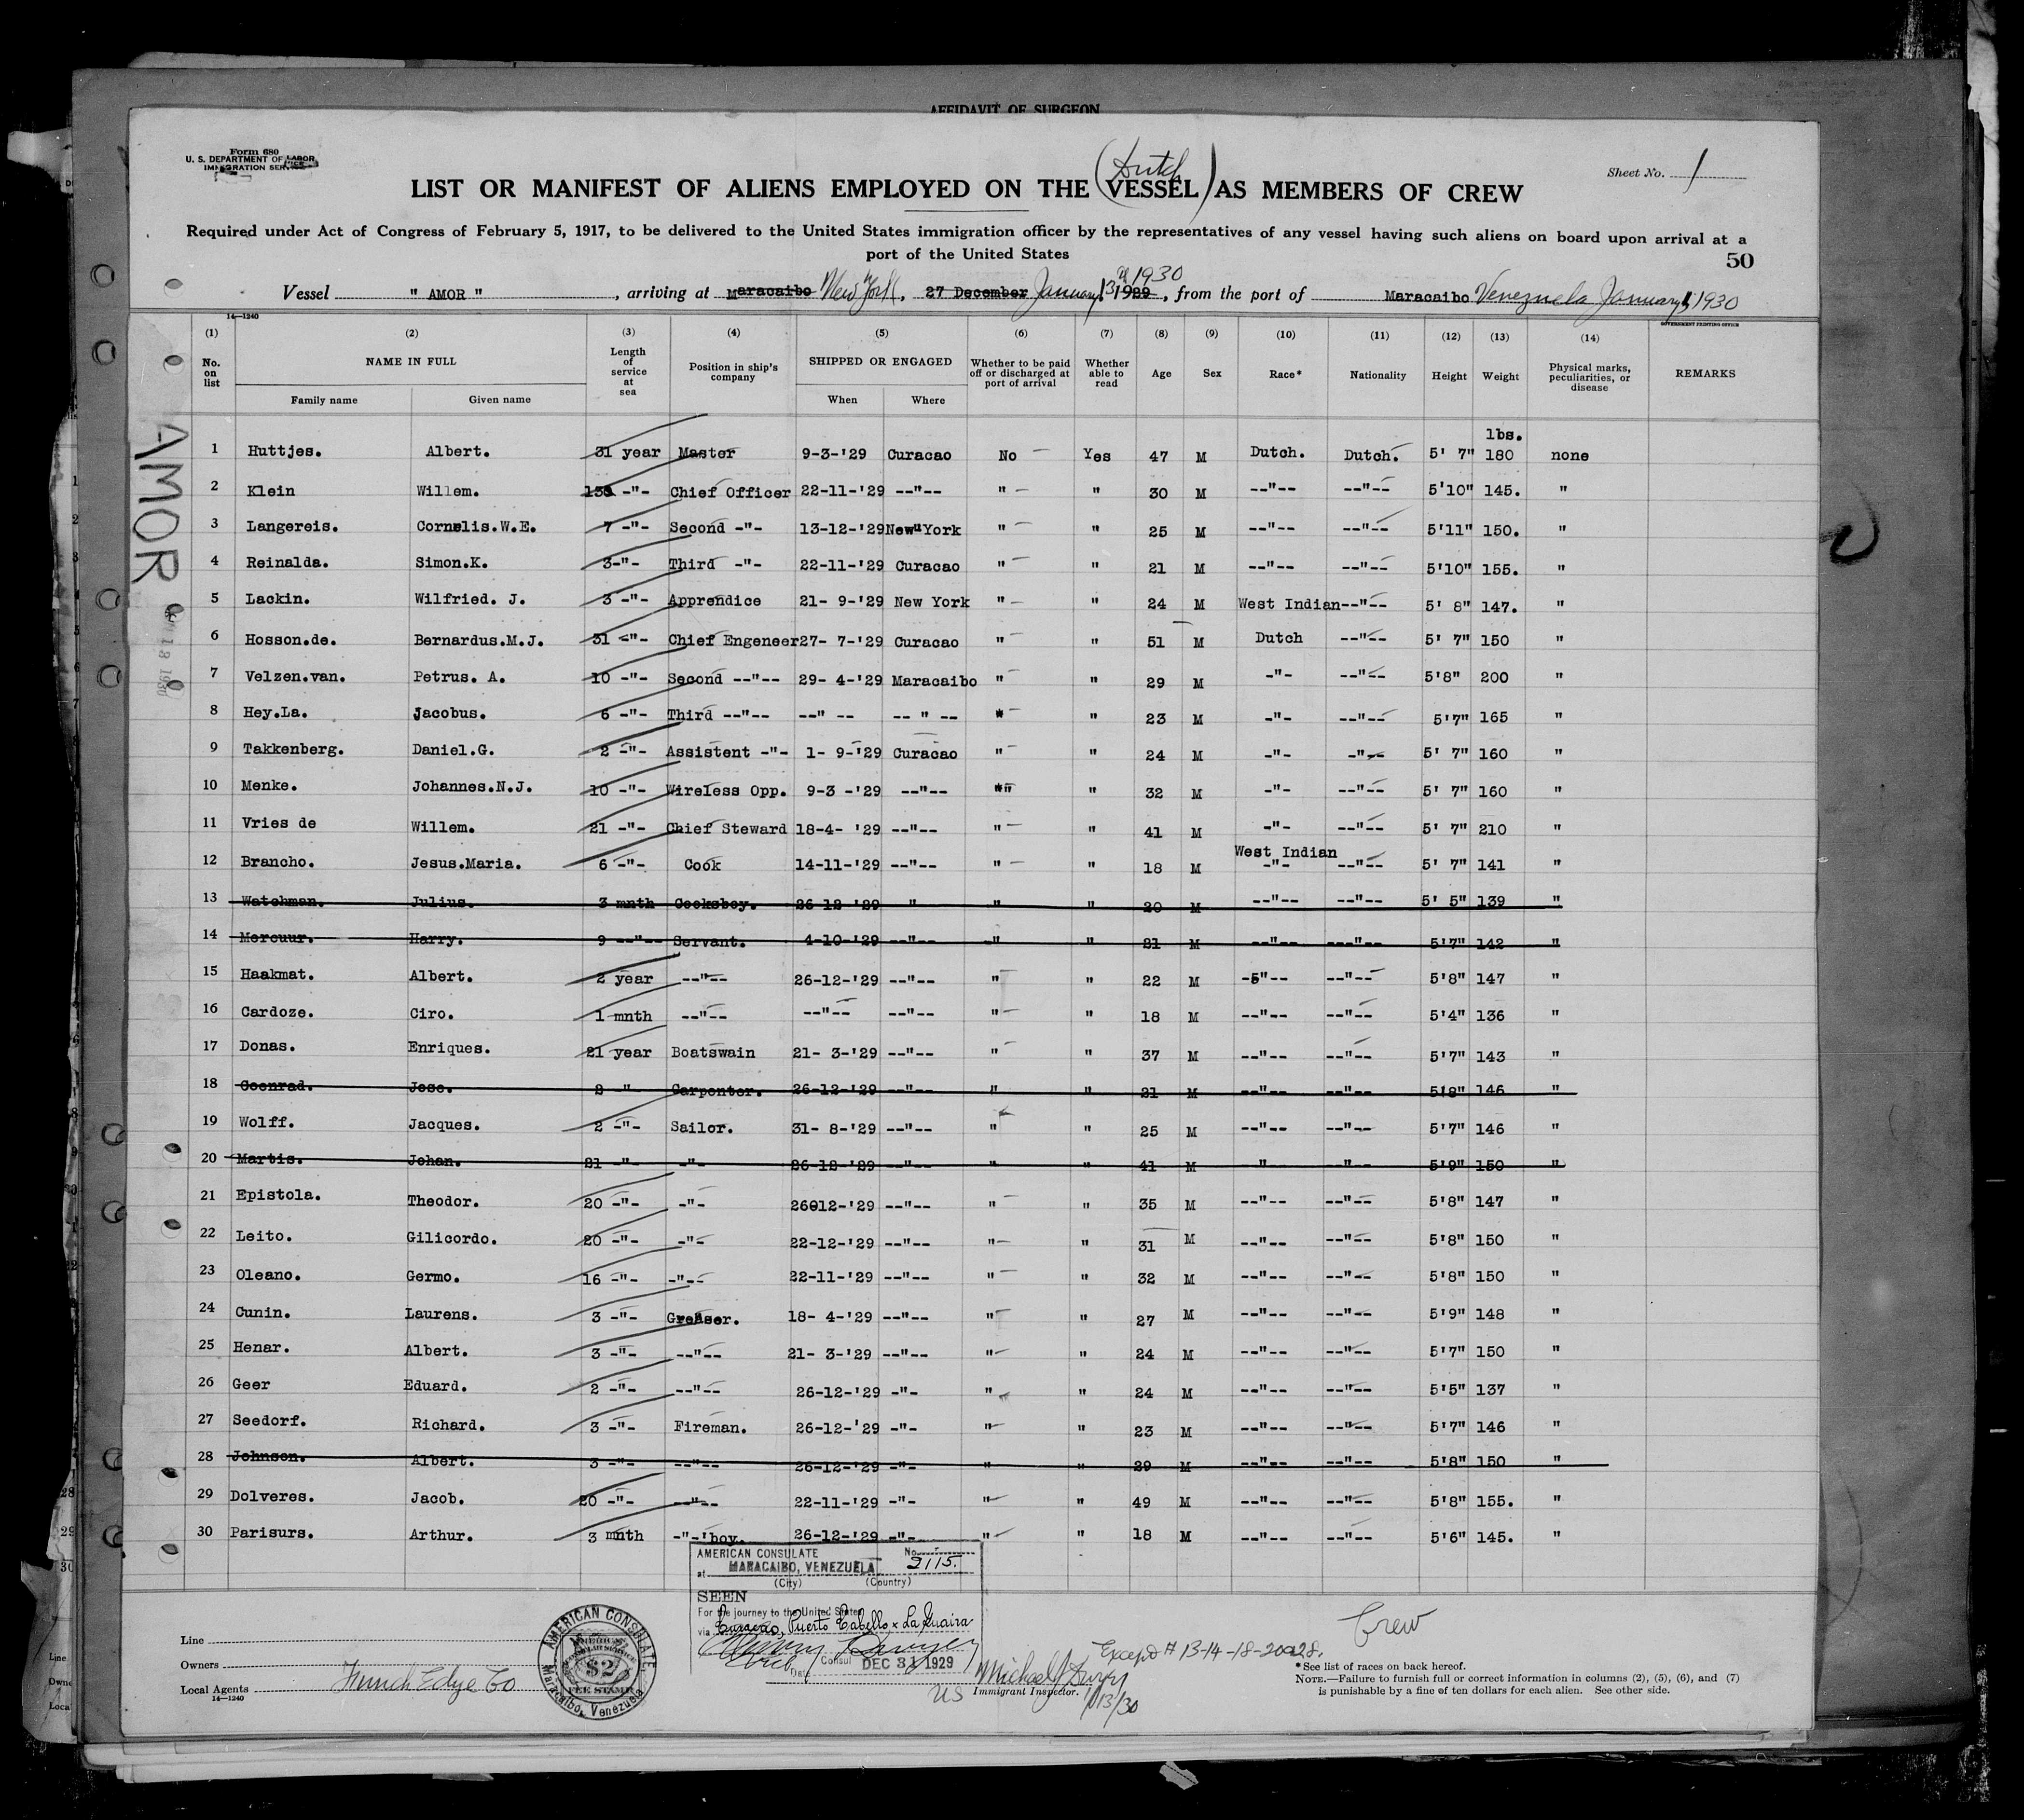 AFFIDAVIT OF SURGEON
Form 680
U. S. DEPARTMENT OF LABOR
IMMIGRATION SERVICE
Sheet No. 1
(Dutch)
LIST OR MANIFEST OF ALIENS EMPLOYED ON THE VESSEL AS MEMBERS OF CREW
Required under Act of Congress of February 5, 1917, to be delivered to the United States immigration officer by the representatives of any vessel having such aliens on board upon arrival at a
port of the United States
50
Vessel " AMOR ", arriving at Maracaibo New York, 27 December January 13 1929 1930, from the port of Maracaibo Venezuela January 1, 1930
14—1240
GOVERNMENT PRINTING OFFICE
(1) (2) (3) (4) (5) (6) (7) (8) (9) (10) (11) (12) (13) (14)
No. on list NAME IN FULL Length of service at sea Position in ship's company SHIPPED OR ENGAGED Whether to be paid off or discharged at port of arrival Whether able to read Age Sex Race* Nationality Height Weight Physical marks, peculiarities, or disease REMARKS
Family name Given name When Where
lbs.
1 Huttjes. Albert. 31 year Master 9-3-'29 Curacao No Yes 47 M Dutch. Dutch. 5' 7" 180 none
2 Klein Willem. 13 -"- Chief Officer 22-11-'29 --"-- " " 30 M --"-- --"-- 5'10" 145. "
3 Langereis. Cornelis.W.E. 7 -"- Second -"- 13-12-'29 New York " " 25 M --"-- --"-- 5'11" 150. "
4 Reinalda. Simon.K. 3-"- Third -"- 22-11-'29 Curacao " " 21 M --"-- --"-- 5'10" 155. "
5 Lackin. Wilfried. J. 3 -"- Apprendice 21- 9-'29 New York " " 24 M West Indian --"-- 5' 8" 147. "
6 Hosson.de. Bernardus.M.J. 31 -"- Chief Engeneer 27- 7-'29 Curacao " " 51 M Dutch --"-- 5' 7" 150 "
7 Velzen.van. Petrus. A. 10 -"- Second --"-- 29- 4-'29 Maracaibo " " 29 M -"- --"-- 5'8" 200 "
8 Hey.La. Jacobus. 6 -"- Third --"-- --" -- -- " -- " " 23 M -"- --"-- 5'7" 165 "
9 Takkenberg. Daniel.G. 2 -"- Assistent -"- 1- 9-'29 Curacao " " 24 M -"- -"-- 5' 7" 160 "
10 Menke. Johannes.N.J. 10 -"- Wireless Opp. 9-3 -'29 --"-- " " 32 M -"- --"-- 5' 7" 160 "
11 Vries de Willem. 21 -"- Chief Steward 18-4- '29 --"-- " " 41 M -"- --"-- 5' 7" 210 "
12 Brancho. Jesus.Maria. 6 -"- Cook 14-11-'29 --"-- " " 18 M West Indian -"- --"-- 5' 7" 141 "
13 Watchman. Julius. 3 mnth Cooksboy. 26-12-'29 " " " 20 M --"-- --"-- 5' 5" 139 "
14 Mercuur. Harry. 9 --"-- Servant. 4-10-'29 --"-- " " 21 M --"-- ---"-- 5'7" 142 "
15 Haakmat. Albert. 2 year --"-- 26-12-'29 --"-- " " 22 M -5"-- --"-- 5'8" 147 "
16 Cardoze. Ciro. 1 mnth --"-- --"-- --"-- " " 18 M --"-- --"-- 5'4" 136 "
17 Donas. Enriques. 21 year Boatswain 21- 3-'29 --"-- " " 37 M --"-- --"-- 5'7" 143 "
18 Coenrad. Jose. 2 -"- Carpenter. 26-12-'29 --"-- " " 21 M --"-- --"-- 5'8" 146 "
19 Wolff. Jacques. 2 -"- Sailor. 31- 8-'29 --"-- " " 25 M --"-- --"-- 5'7" 146 "
20 Martis. Johan. 21 -"- -"- 26-12-'29 --"-- " " 41 M --"-- --"-- 5'9" 150 "
21 Epistola. Theodor. 20 -"- -"- 26012-'29 --"-- " " 35 M --"-- --"-- 5'8" 147 "
22 Leito. Gilicordo. 20 -"- -"- 22-12-'29 --"-- " " 31 M --"-- --"-- 5'8" 150 "
23 Oleano. Germo. 16 -"- -"-- 22-11-'29 --"-- " " 32 M --"-- --"-- 5'8" 150 "
24 Cunin. Laurens. 3 -"- Greaser. 18- 4-'29 --"-- " " 27 M --"-- --"-- 5'9" 148 "
25 Henar. Albert. 3 -"- --"-- 21- 3-'29 --"-- " " 24 M --"-- --"-- 5'7" 150 "
26 Geer Eduard. 2 -"- --"-- 26-12-'29 -"- " " 24 M --"-- --"-- 5'5" 137 "
27 Seedorf. Richard. 3 -"- Fireman. 26-12-'29 -"- " " 23 M --"-- --"-- 5'7" 146 "
28 Johnson. Albert. 3 -"- --"-- 26-12-'29 -"- " " 29 M --"-- --"-- 5'8" 150 "
29 Dolveres. Jacob. 20 -"- --"-- 22-11-'29 -"- " " 49 M --"-- --"-- 5'8" 155. "
30 Parisurs. Arthur. 3 mnth -"-'boy. 26-12-'29 -"- " " 18 M --"-- --"-- 5'6" 145. "
AMOR
AMERICAN CONSULATE No. 2115.
at MARACAIBO, VENEZUELA
(City) (Country)
SEEN
For the journey to the United States
via Curacao, Puerto Cabello & La Guaira
Consul
Date DEC 31 1929
AMERICAN CONSULATE
Maracaibo, Venezuela
$2
FEE STAMP
Line
Owners
Local Agents Funch Edye Co
14—1240
Crew
Except # 13-14-18-20&28.
Michael J. Durfy
US Immigrant Inspector. 1/13/30
*See list of races on back hereof.
NOTE.—Failure to furnish full or correct information in columns (2), (5), (6), and (7)
is punishable by a fine of ten dollars for each alien. See other side.